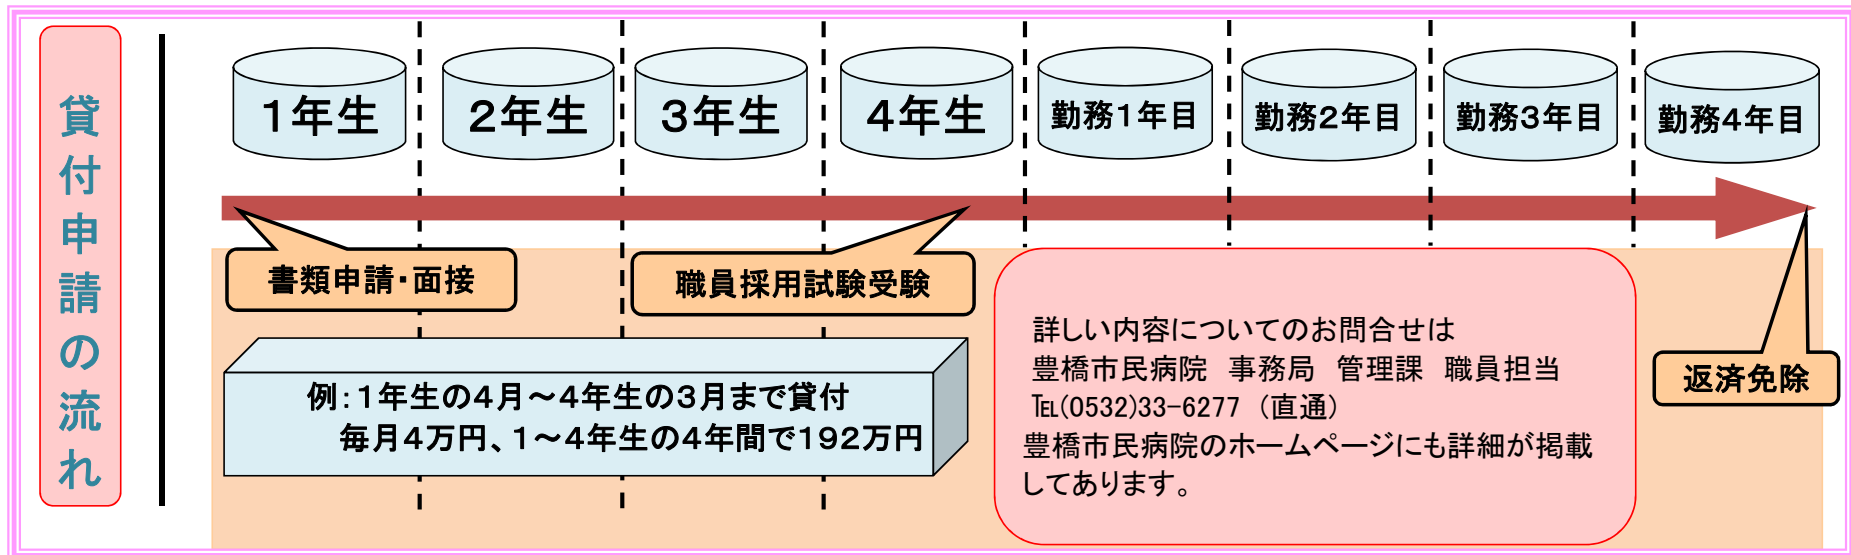 貸付申請の流れ
1年生
2年生
3年生
4年生
勤務1年目
勤務2年目
勤務3年目
勤務4年目
書類申請・面接
職員採用試験受験
返済免除
例:1年生の4月～4年生の3月まで貸付
毎月4万円、1～4年生の4年間で192万円
詳しい内容についてのお問合せは
豊橋市民病院　事務局　管理課　職員担当
℡(0532)33-6277 (直通)
豊橋市民病院のホームページにも詳細が掲載
してあります。